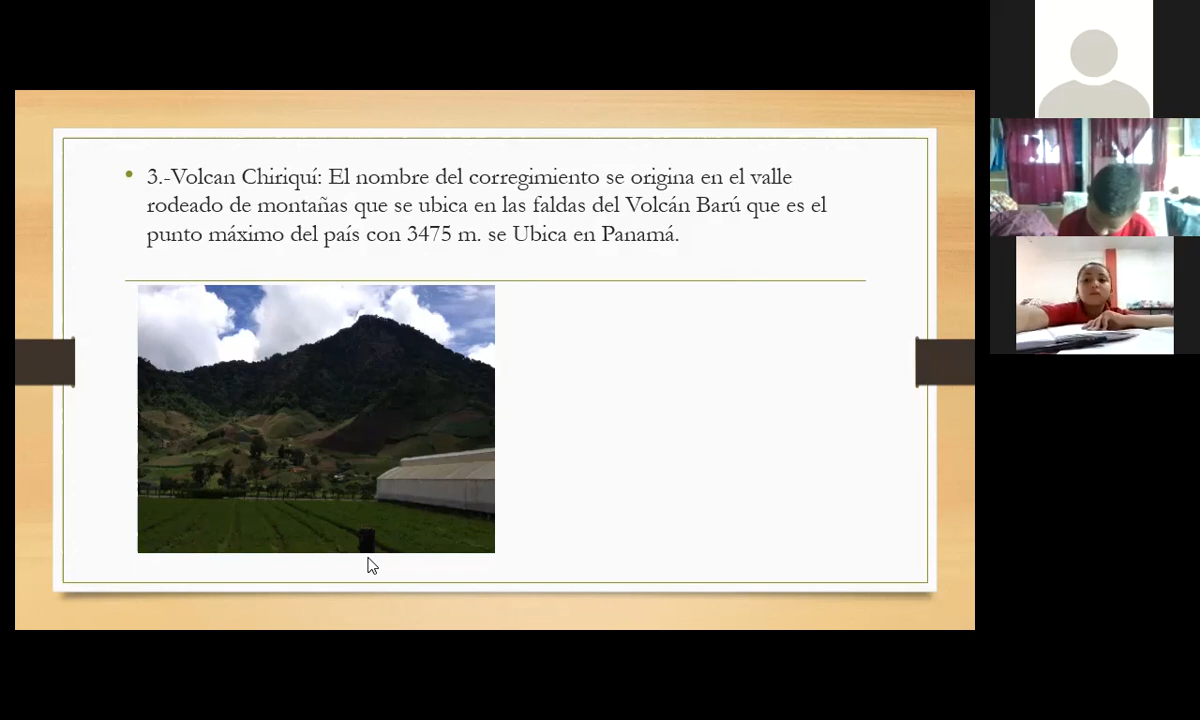 3.-Volcan Chiriquí: El nombre del corregimiento se origina en el valle
rodeado de montañas que se ubica en las faldas del Volcán Barú que es el
punto máximo del país con 3475 m. se Ubica en Panamá.